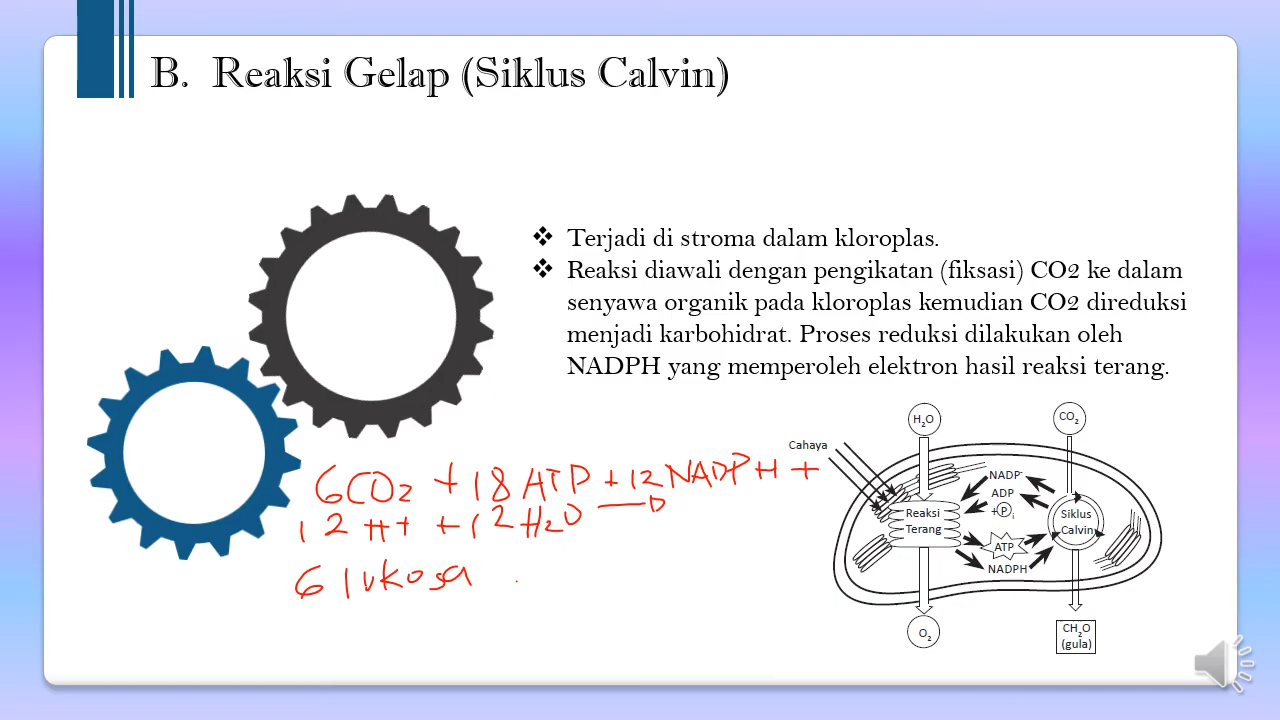 B. Reaksi Gelap (Siklus Calvin)
❖ Terjadi di stroma dalam kloroplas.
❖ Reaksi diawali dengan pengikatan (fiksasi) CO2 ke dalam
senyawa organik pada kloroplas kemudian CO2 direduksi
menjadi karbohidrat. Proses reduksi dilakukan oleh
NADPH yang memperoleh elektron hasil reaksi terang.
6CO2 + 18 ATP + 12 NADPH +
12 H+ + 12 H2O →
Glukosa
Cahaya
H2O
CO2
NADP-
ADP
+ Pi
Reaksi
Terang
Siklus
Calvin
ATP
NADPH
O2
CH2O
(gula)